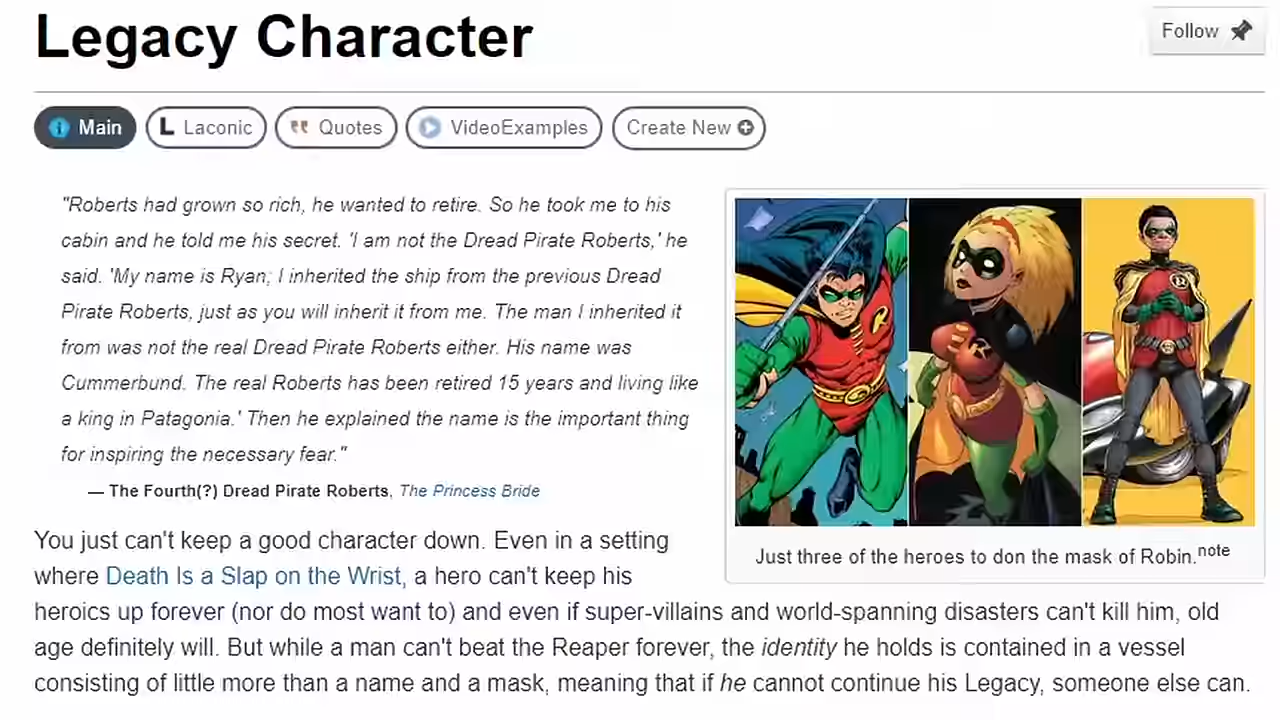 Legacy Character
Follow
Main
Laconic
Quotes
VideoExamples
Create New
"Roberts had grown so rich, he wanted to retire. So he took me to his
cabin and he told me his secret. 'I am not the Dread Pirate Roberts,' he
said. 'My name is Ryan; I inherited the ship from the previous Dread
Pirate Roberts, just as you will inherit it from me. The man I inherited it
from was not the real Dread Pirate Roberts either. His name was
Cummerbund. The real Roberts has been retired 15 years and living like
a king in Patagonia.' Then he explained the name is the important thing
for inspiring the necessary fear."
— The Fourth(?) Dread Pirate Roberts, The Princess Bride
Just three of the heroes to don the mask of Robin.note
You just can't keep a good character down. Even in a setting
where Death Is a Slap on the Wrist, a hero can't keep his
heroics up forever (nor do most want to) and even if super-villains and world-spanning disasters can't kill him, old
age definitely will. But while a man can't beat the Reaper forever, the identity he holds is contained in a vessel
consisting of little more than a name and a mask, meaning that if he cannot continue his Legacy, someone else can.